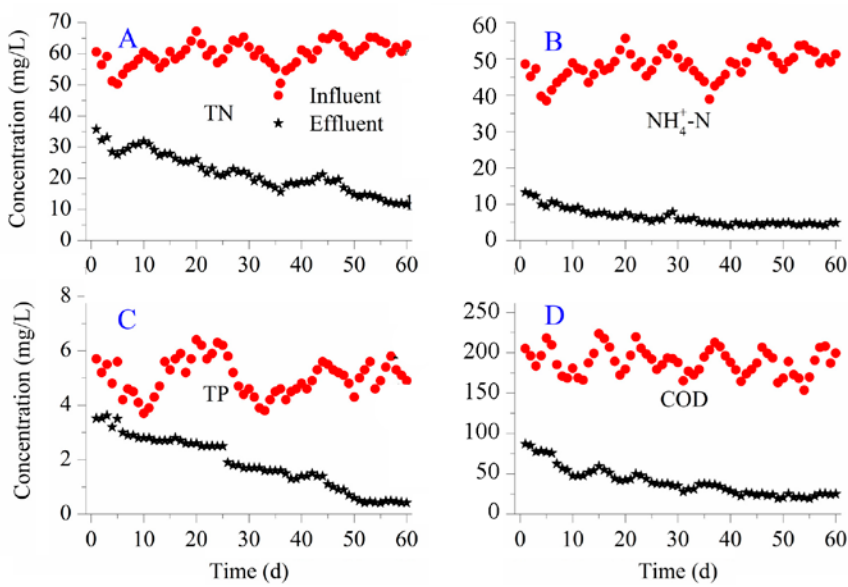 A
B
Concentration (mg/L)
70
60
50
40
30
20
10
0
Influent
Effluent
TN
0 10 20 30 40 50 60
60
50
40
30
20
10
0
NH₄⁺-N
0 10 20 30 40 50 60
C
D
Concentration (mg/L)
8
6
4
2
0
TP
0 10 20 30 40 50 60
Time (d)
250
200
150
100
50
0
COD
0 10 20 30 40 50 60
Time (d)